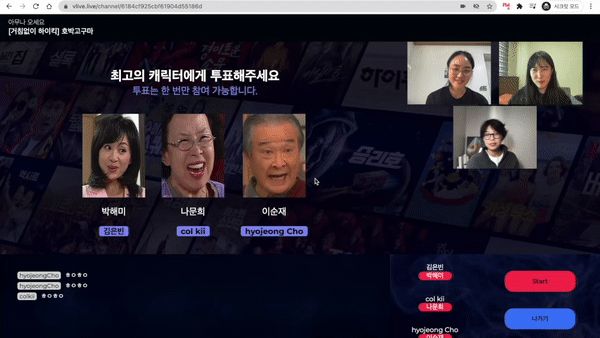 vlive.live/channel/6184cf925cbf61904d55186d
시크릿 모드
아무나 오세요
[거침없이 하이킥] 호박고구마
최고의 캐릭터에게 투표해주세요
투표는 한 번만 참여 가능합니다.
박해미
나문희
이순재
김은빈
col kii
hyojeong Cho
hyojeongCho ㅎㅇㅎㅇ
hyojeongCho ㅎㅇㅎㅇ
colkii ㅎㅇㅎㅇ
김은빈
박해미
col kii
나문희
hyojeong Cho
이순재
Start
나가기